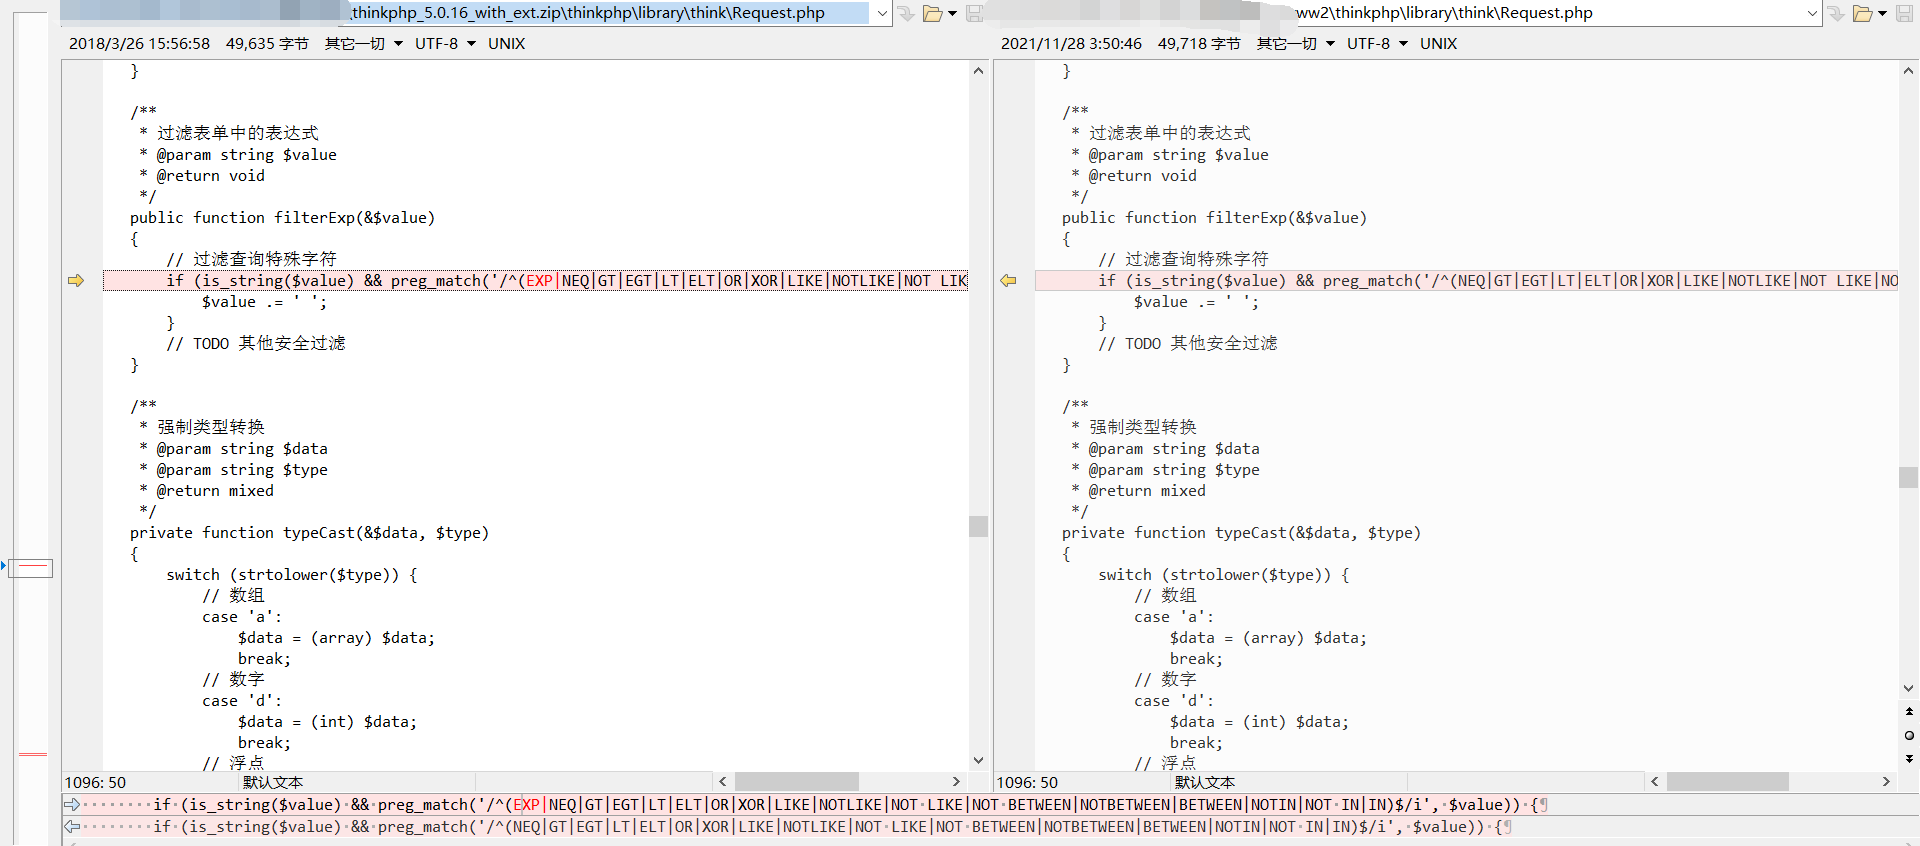 \thinkphp_5.0.16_with_ext.zip\thinkphp\library\think\Request.php
2018/3/26 15:56:58 49,635 字节 其它一切 UTF-8 UNIX
}
/**
* 过滤表单中的表达式
* @param string $value
* @return void
*/
public function filterExp(&$value)
{
// 过滤查询特殊字符
if (is_string($value) && preg_match('/^(EXP|NEQ|GT|EGT|LT|ELT|OR|XOR|LIKE|NOTLIKE|NOT LIK
$value .= ' ';
}
// TODO 其他安全过滤
}
/**
* 强制类型转换
* @param string $data
* @param string $type
* @return mixed
*/
private function typeCast(&$data, $type)
{
switch (strtolower($type)) {
// 数组
case 'a':
$data = (array) $data;
break;
// 数字
case 'd':
$data = (int) $data;
break;
// 浮点
1096: 50 默认文本
ww2\thinkphp\library\think\Request.php
2021/11/28 3:50:46 49,718 字节 其它一切 UTF-8 UNIX
}
/**
* 过滤表单中的表达式
* @param string $value
* @return void
*/
public function filterExp(&$value)
{
// 过滤查询特殊字符
if (is_string($value) && preg_match('/^(NEQ|GT|EGT|LT|ELT|OR|XOR|LIKE|NOTLIKE|NOT LIKE|NO
$value .= ' ';
}
// TODO 其他安全过滤
}
/**
* 强制类型转换
* @param string $data
* @param string $type
* @return mixed
*/
private function typeCast(&$data, $type)
{
switch (strtolower($type)) {
// 数组
case 'a':
$data = (array) $data;
break;
// 数字
case 'd':
$data = (int) $data;
break;
// 浮点
1096: 50 默认文本
········if·(is_string($value)·&&·preg_match('/^(EXP|NEQ|GT|EGT|LT|ELT|OR|XOR|LIKE|NOTLIKE|NOT·LIKE|NOT·BETWEEN|NOTBETWEEN|BETWEEN|NOTIN|NOT·IN|IN)$/i',·$value))·{¶
········if·(is_string($value)·&&·preg_match('/^(NEQ|GT|EGT|LT|ELT|OR|XOR|LIKE|NOTLIKE|NOT·LIKE|NOT·BETWEEN|NOTBETWEEN|BETWEEN|NOTIN|NOT·IN|IN)$/i',·$value))·{¶